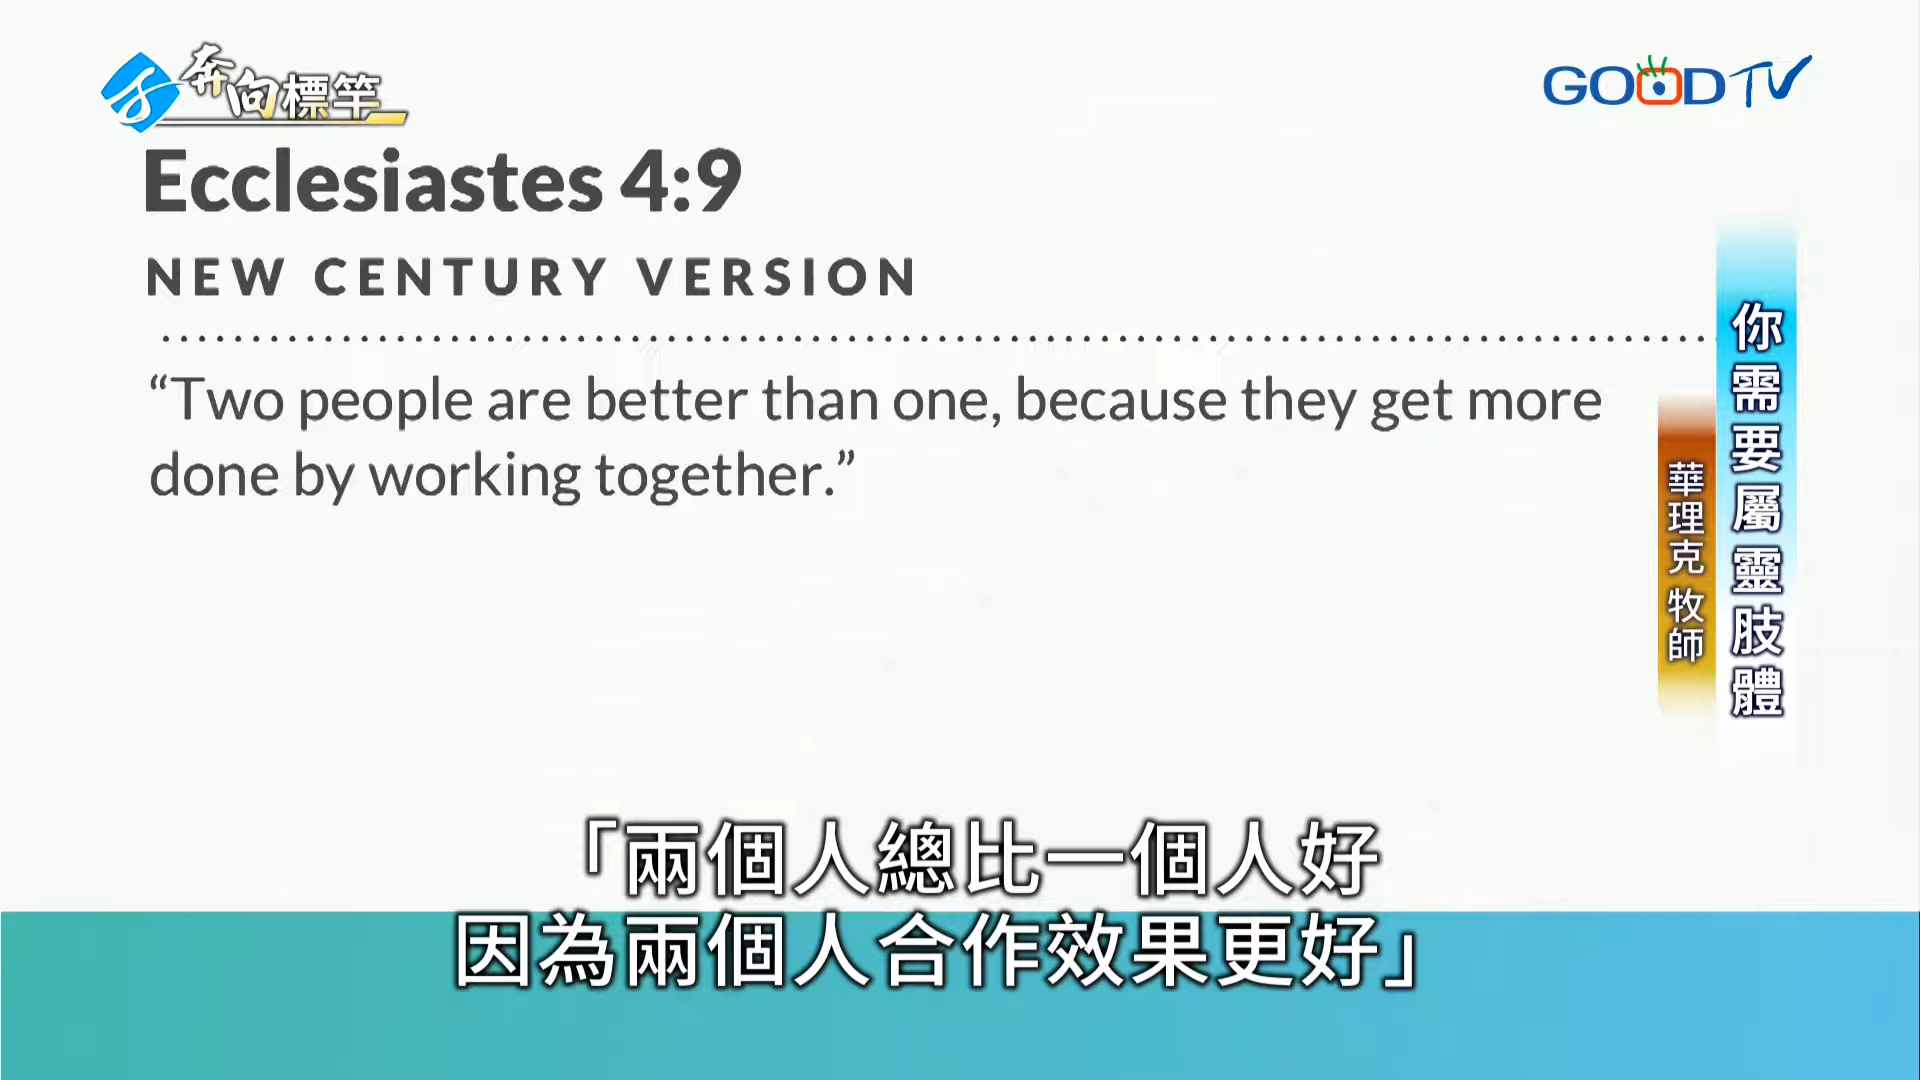 奔向標竿
GOODTV
Ecclesiastes 4:9
NEW CENTURY VERSION
“Two people are better than one, because they get more
done by working together.”
你需要屬靈肢體
華理克 牧師
「兩個人總比一個人好
因為兩個人合作效果更好」